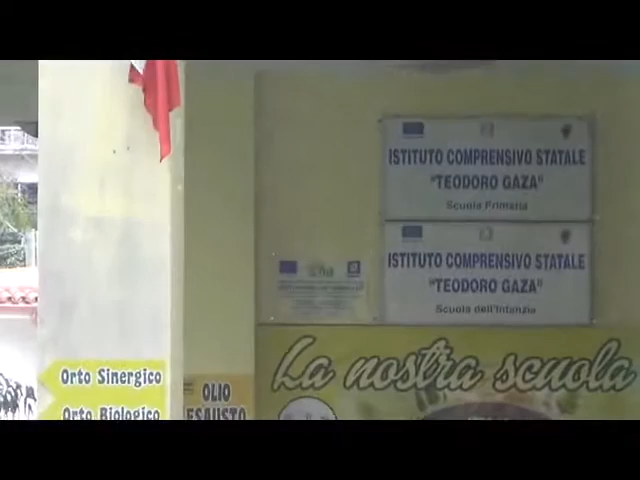 ISTITUTO COMPRENSIVO STATALE
"TEODORO GAZA"
Scuola Primaria
ISTITUTO COMPRENSIVO STATALE
"TEODORO GAZA"
Scuola dell'Infanzia
La nostra scuola
Orto Sinergico
Orto Biologico
OLIO
ESAUSTO